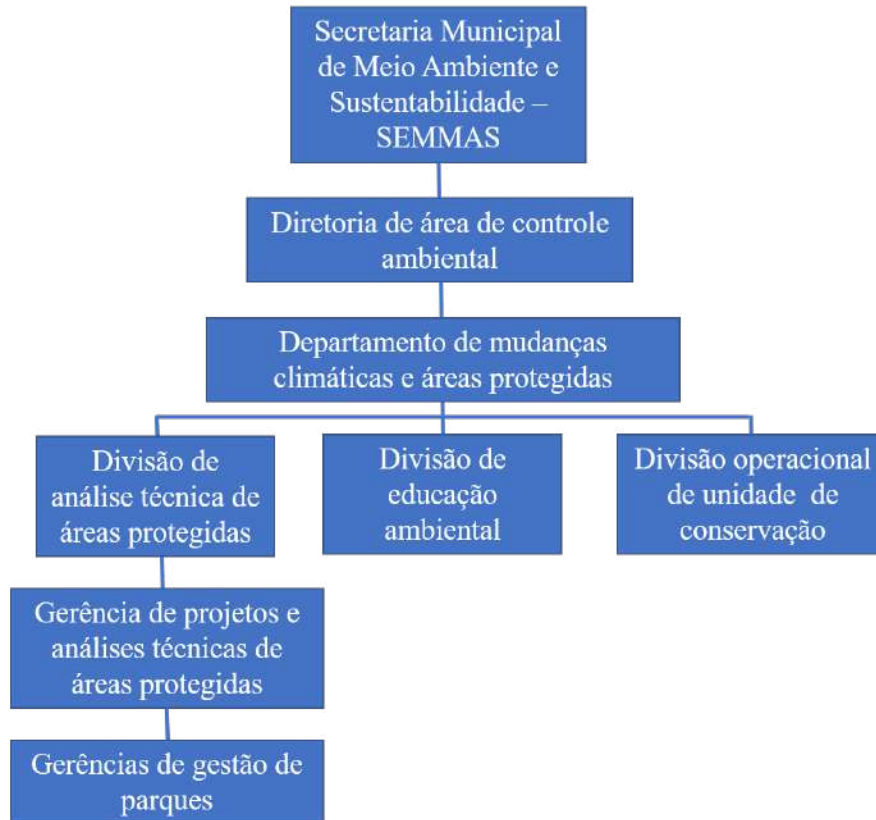 Secretaria Municipal
de Meio Ambiente e
Sustentabilidade –
SEMMAS
Diretoria de área de controle
ambiental
Departamento de mudanças
climáticas e áreas protegidas
Divisão de
análise técnica de
áreas protegidas
Divisão de
educação
ambiental
Divisão operacional
de unidade de
conservação
Gerência de projetos e
análises técnicas de
áreas protegidas
Gerências de gestão de
parques